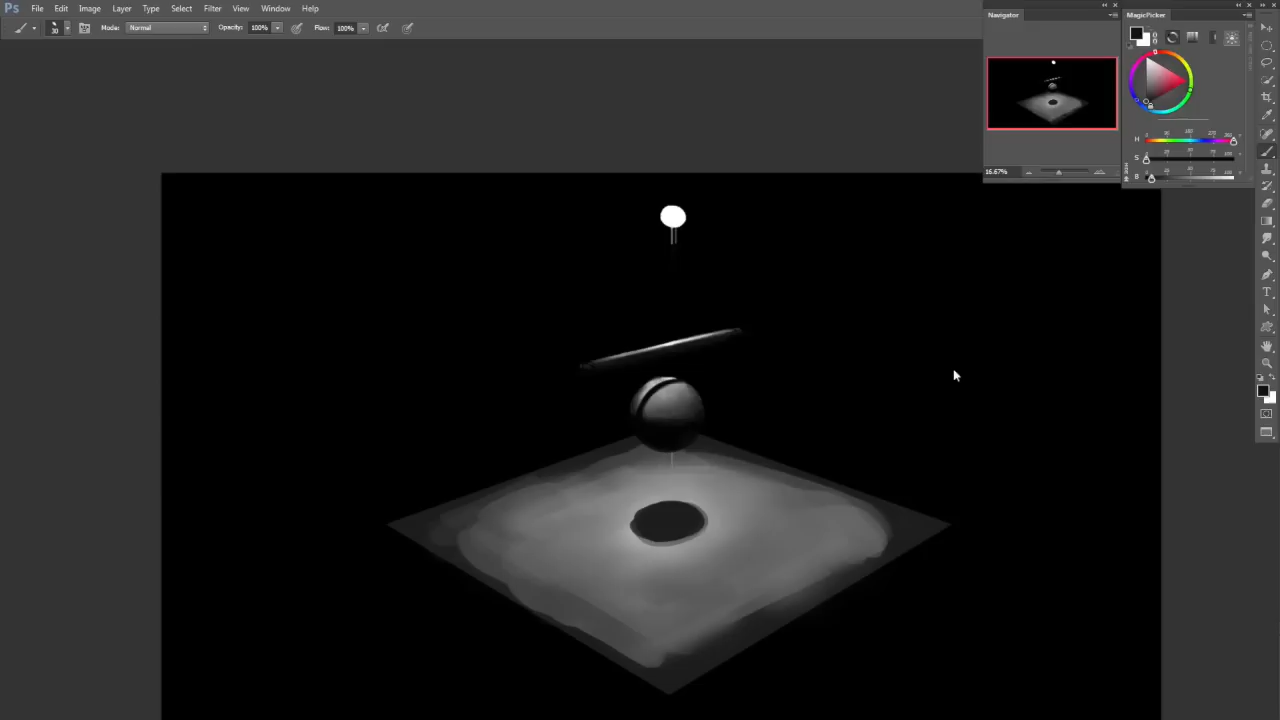 Ps File Edit Image Layer Type Select Filter View Window Help
30 Mode: Normal Opacity: 100% Flow: 100%
Navigator
16.67%
MagicPicker
H
S
B